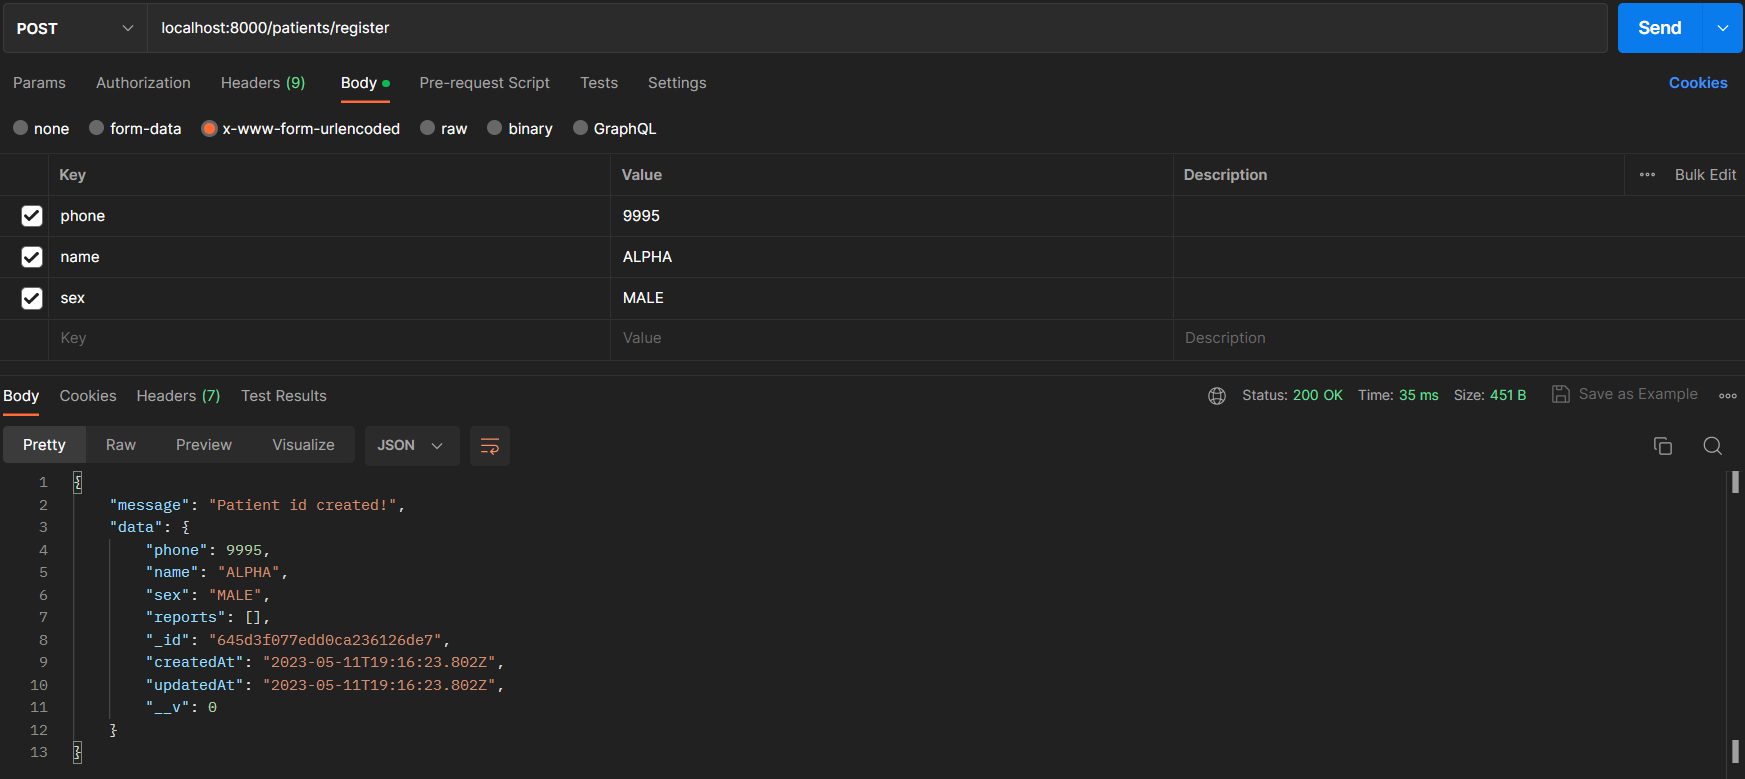 POST localhost:8000/patients/register Send
Params Authorization Headers (9) Body Pre-request Script Tests Settings Cookies
none form-data x-www-form-urlencoded raw binary GraphQL
Key Value Description Bulk Edit
phone 9995
name ALPHA
sex MALE
Key Value Description
Body Cookies Headers (7) Test Results Status: 200 OK Time: 35 ms Size: 451 B Save as Example
Pretty Raw Preview Visualize JSON
1 {
2 "message": "Patient id created!",
3 "data": {
4 "phone": 9995,
5 "name": "ALPHA",
6 "sex": "MALE",
7 "reports": [],
8 "_id": "645d3f077edd0ca236126de7",
9 "createdAt": "2023-05-11T19:16:23.802Z",
10 "updatedAt": "2023-05-11T19:16:23.802Z",
11 "__v": 0
12 }
13 }